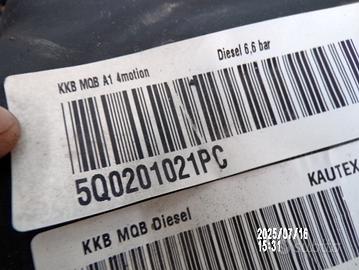 KKB MQB A1 4motion
Diesel 6,6 bar
5Q0201021PC
KAUTEX
KKB MQB Diesel
2025/07/16
15:31